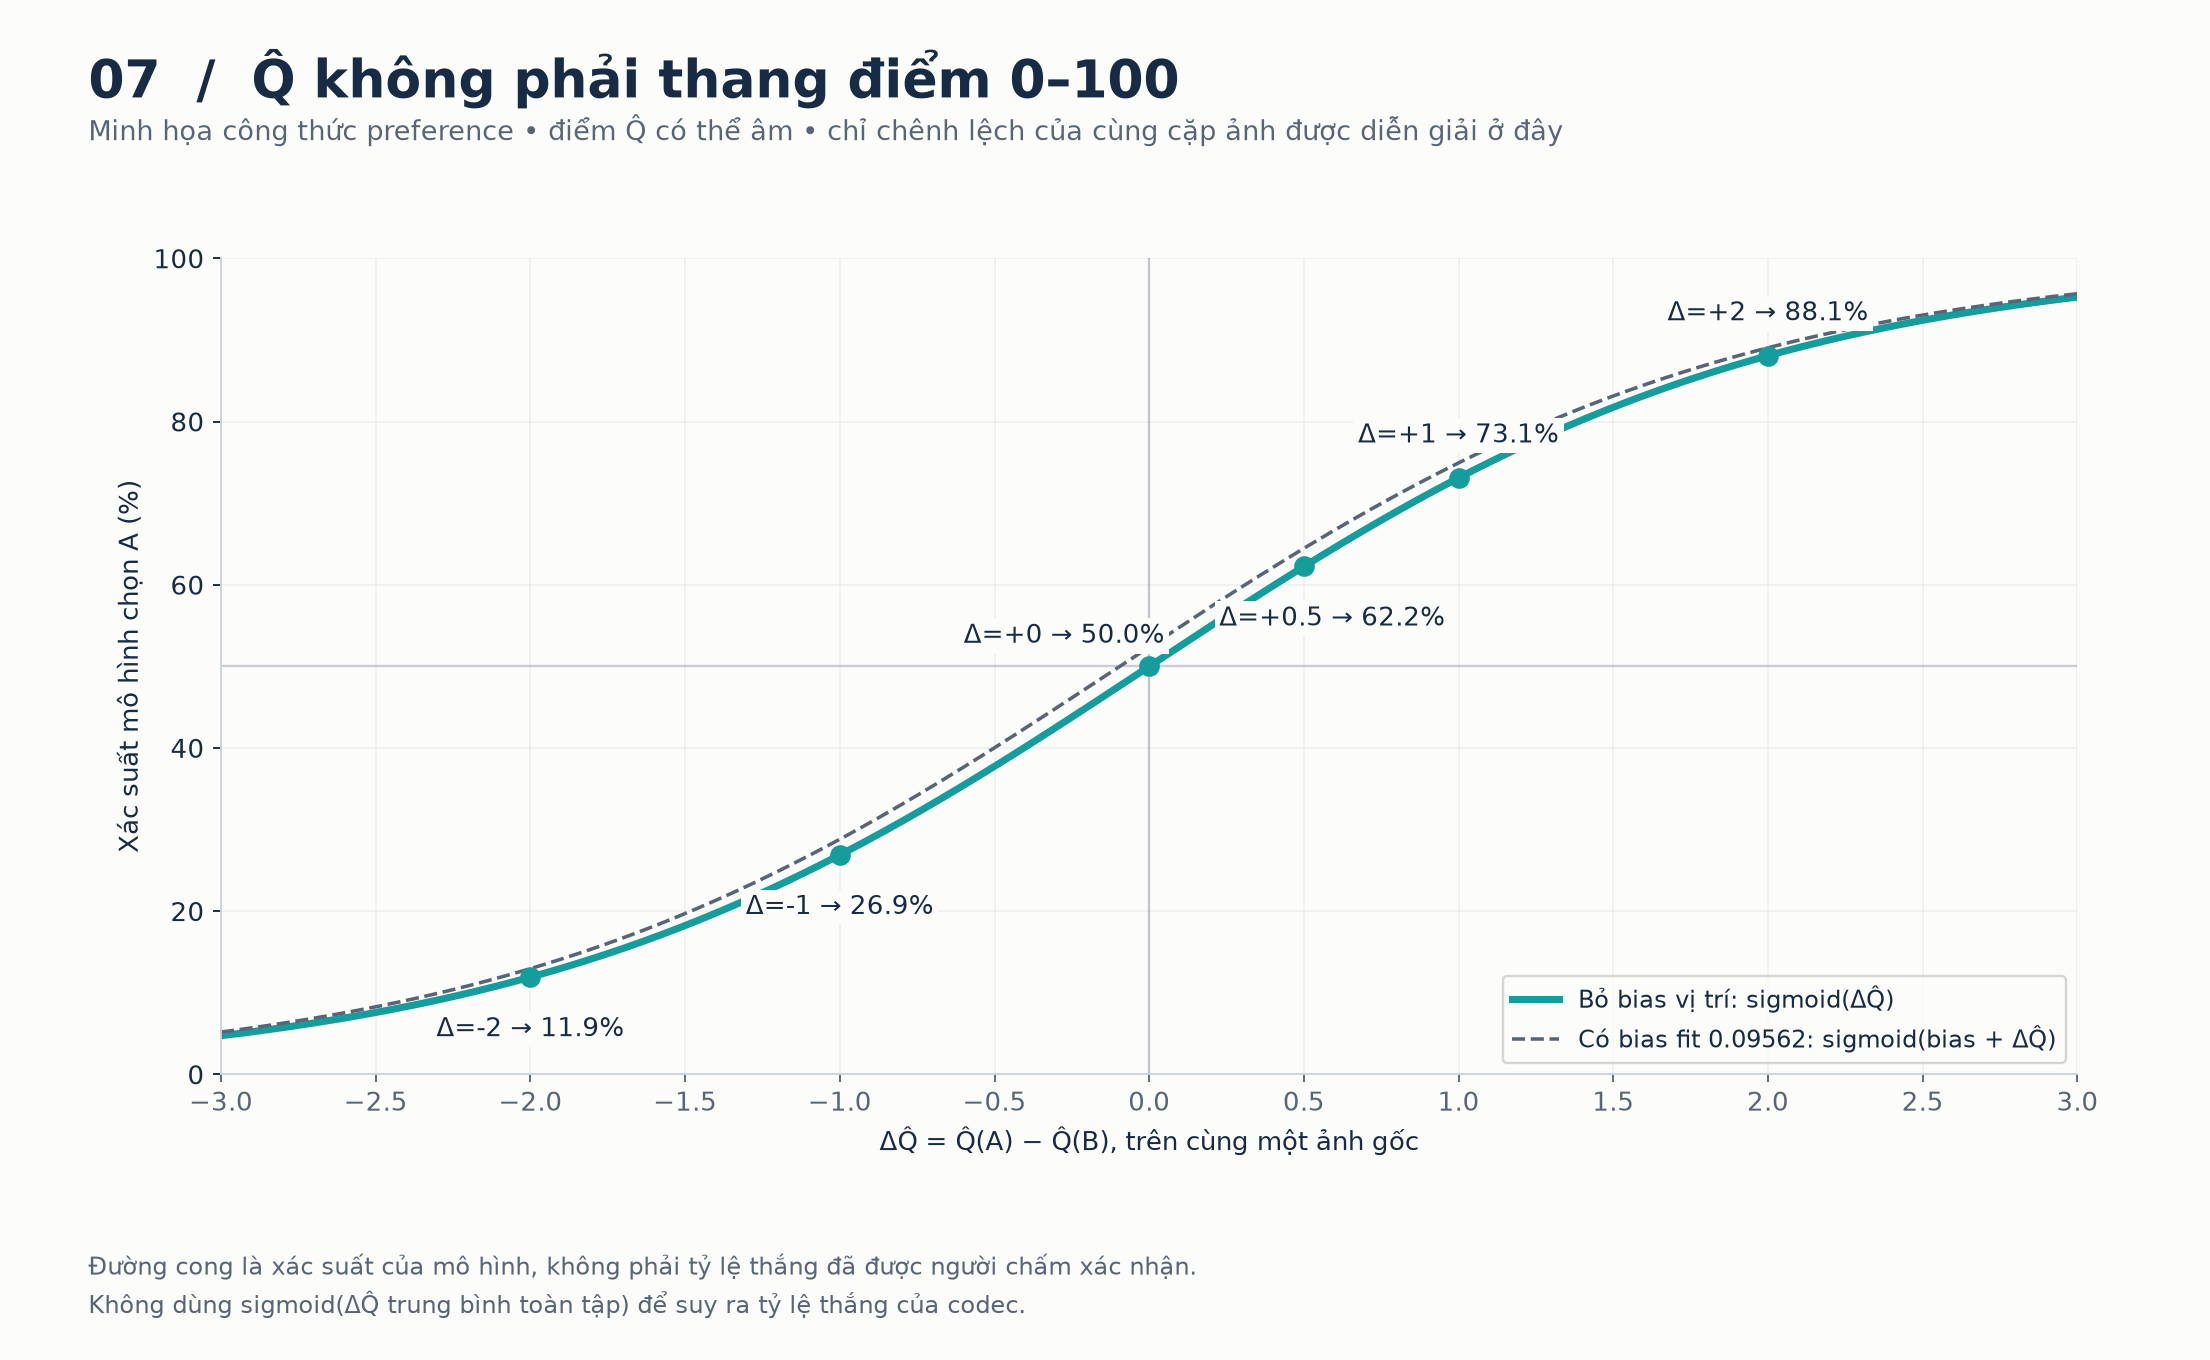 07 / Q̂ không phải thang điểm 0–100
Minh họa công thức preference • điểm Q̂ có thể âm • chỉ chênh lệch của cùng cặp ảnh được diễn giải ở đây
Xác suất mô hình chọn A (%)
100
80
60
40
20
0
Δ=+2 → 88.1%
Δ=+1 → 73.1%
Δ=+0.5 → 62.2%
Δ=+0 → 50.0%
Δ=-1 → 26.9%
Δ=-2 → 11.9%
Bỏ bias vị trí: sigmoid(ΔQ̂)
Có bias fit 0.09562: sigmoid(bias + ΔQ̂)
−3.0 −2.5 −2.0 −1.5 −1.0 −0.5 0.0 0.5 1.0 1.5 2.0 2.5 3.0
ΔQ̂ = Q̂(A) − Q̂(B), trên cùng một ảnh gốc
Đường cong là xác suất của mô hình, không phải tỷ lệ thắng đã được người chấm xác nhận.
Không dùng sigmoid(ΔQ̂ trung bình toàn tập) để suy ra tỷ lệ thắng của codec.